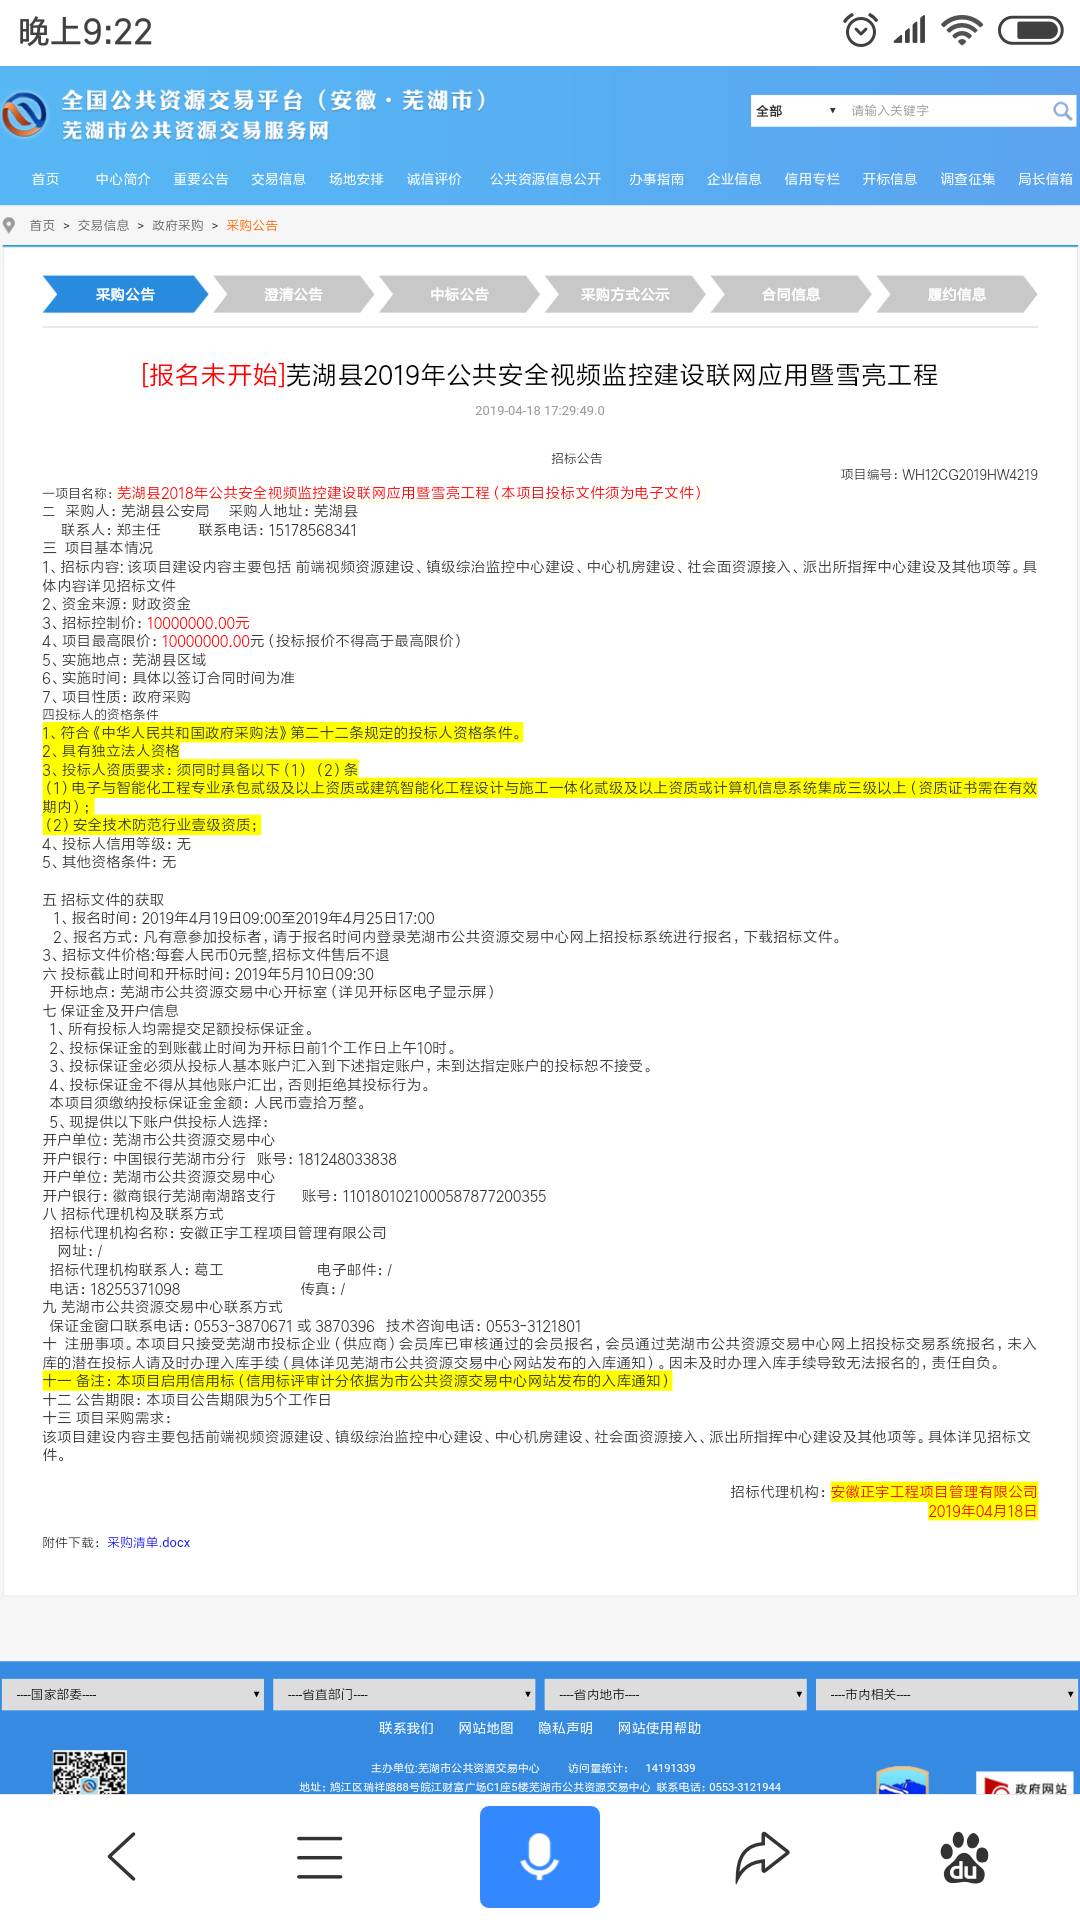 晚上9:22
全国公共资源交易平台（安徽·芜湖市）
芜湖市公共资源交易服务网
全部 ▼ 请输入关键字
首页 中心简介 重要公告 交易信息 场地安排 诚信评价 公共资源信息公开 办事指南 企业信息 信用专栏 开标信息 调查征集 局长信箱
首页 > 交易信息 > 政府采购 > 采购公告
采购公告 澄清公告 中标公告 采购方式公示 合同信息 履约信息
[报名未开始]芜湖县2019年公共安全视频监控建设联网应用暨雪亮工程
2019-04-18 17:29:49.0
招标公告
项目编号：WH12CG2019HW4219
一项目名称：芜湖县2018年公共安全视频监控建设联网应用暨雪亮工程（本项目投标文件须为电子文件）
二 采购人：芜湖县公安局 采购人地址：芜湖县
联系人：郑主任 联系电话：15178568341
三 项目基本情况
1、招标内容：该项目建设内容主要包括 前端视频资源建设、镇级综治监控中心建设、中心机房建设、社会面资源接入、派出所指挥中心建设及其他项等。具
体内容详见招标文件
2、资金来源：财政资金
3、招标控制价：10000000.00元
4、项目最高限价：10000000.00元（投标报价不得高于最高限价）
5、实施地点：芜湖县区域
6、实施时间：具体以签订合同时间为准
7、项目性质：政府采购
四投标人的资格条件
1、符合《中华人民共和国政府采购法》第二十二条规定的投标人资格条件。
2、具有独立法人资格
3、投标人资质要求：须同时具备以下（1）（2）条
（1）电子与智能化工程专业承包贰级及以上资质或建筑智能化工程设计与施工一体化贰级及以上资质或计算机信息系统集成三级以上（资质证书需在有效
期内）；
（2）安全技术防范行业壹级资质；
4、投标人信用等级：无
5、其他资格条件：无
五 招标文件的获取
1、报名时间：2019年4月19日09:00至2019年4月25日17:00
2、报名方式：凡有意参加投标者，请于报名时间内登录芜湖市公共资源交易中心网上招投标系统进行报名，下载招标文件。
3、招标文件价格:每套人民币0元整,招标文件售后不退
六 投标截止时间和开标时间：2019年5月10日09:30
开标地点：芜湖市公共资源交易中心开标室（详见开标区电子显示屏）
七 保证金及开户信息
1、所有投标人均需提交足额投标保证金。
2、投标保证金的到账截止时间为开标日前1个工作日上午10时。
3、投标保证金必须从投标人基本账户汇入到下述指定账户，未到达指定账户的投标恕不接受。
4、投标保证金不得从其他账户汇出，否则拒绝其投标行为。
本项目须缴纳投标保证金金额：人民币壹拾万整。
5、现提供以下账户供投标人选择：
开户单位：芜湖市公共资源交易中心
开户银行：中国银行芜湖市分行 账号：181248033838
开户单位：芜湖市公共资源交易中心
开户银行：徽商银行芜湖南湖路支行 账号：1101801021000587877200355
八 招标代理机构及联系方式
招标代理机构名称：安徽正宇工程项目管理有限公司
网址：/
招标代理机构联系人：葛工 电子邮件：/
电话：18255371098 传真：/
九 芜湖市公共资源交易中心联系方式
保证金窗口联系电话：0553-3870671 或 3870396 技术咨询电话：0553-3121801
十 注册事项。本项目只接受芜湖市投标企业（供应商）会员库已审核通过的会员报名，会员通过芜湖市公共资源交易中心网上招投标交易系统报名，未入
库的潜在投标人请及时办理入库手续（具体详见芜湖市公共资源交易中心网站发布的入库通知）。因未及时办理入库手续导致无法报名的，责任自负。
十一 备注：本项目启用信用标（信用标评审计分依据为市公共资源交易中心网站发布的入库通知）
十二 公告期限：本项目公告期限为5个工作日
十三 项目采购需求：
该项目建设内容主要包括前端视频资源建设、镇级综治监控中心建设、中心机房建设、社会面资源接入、派出所指挥中心建设及其他项等。具体详见招标文
件。
招标代理机构：安徽正宇工程项目管理有限公司
2019年04月18日
附件下载：采购清单.docx
----国家部委---- ----省直部门---- ----省内地市---- ----市内相关----
联系我们 网站地图 隐私声明 网站使用帮助
主办单位:芜湖市公共资源交易中心 访问量统计： 14191339
地址：鸠江区瑞祥路88号皖江财富广场C1座5楼芜湖市公共资源交易中心 联系电话：0553-3121944
政府网站
du